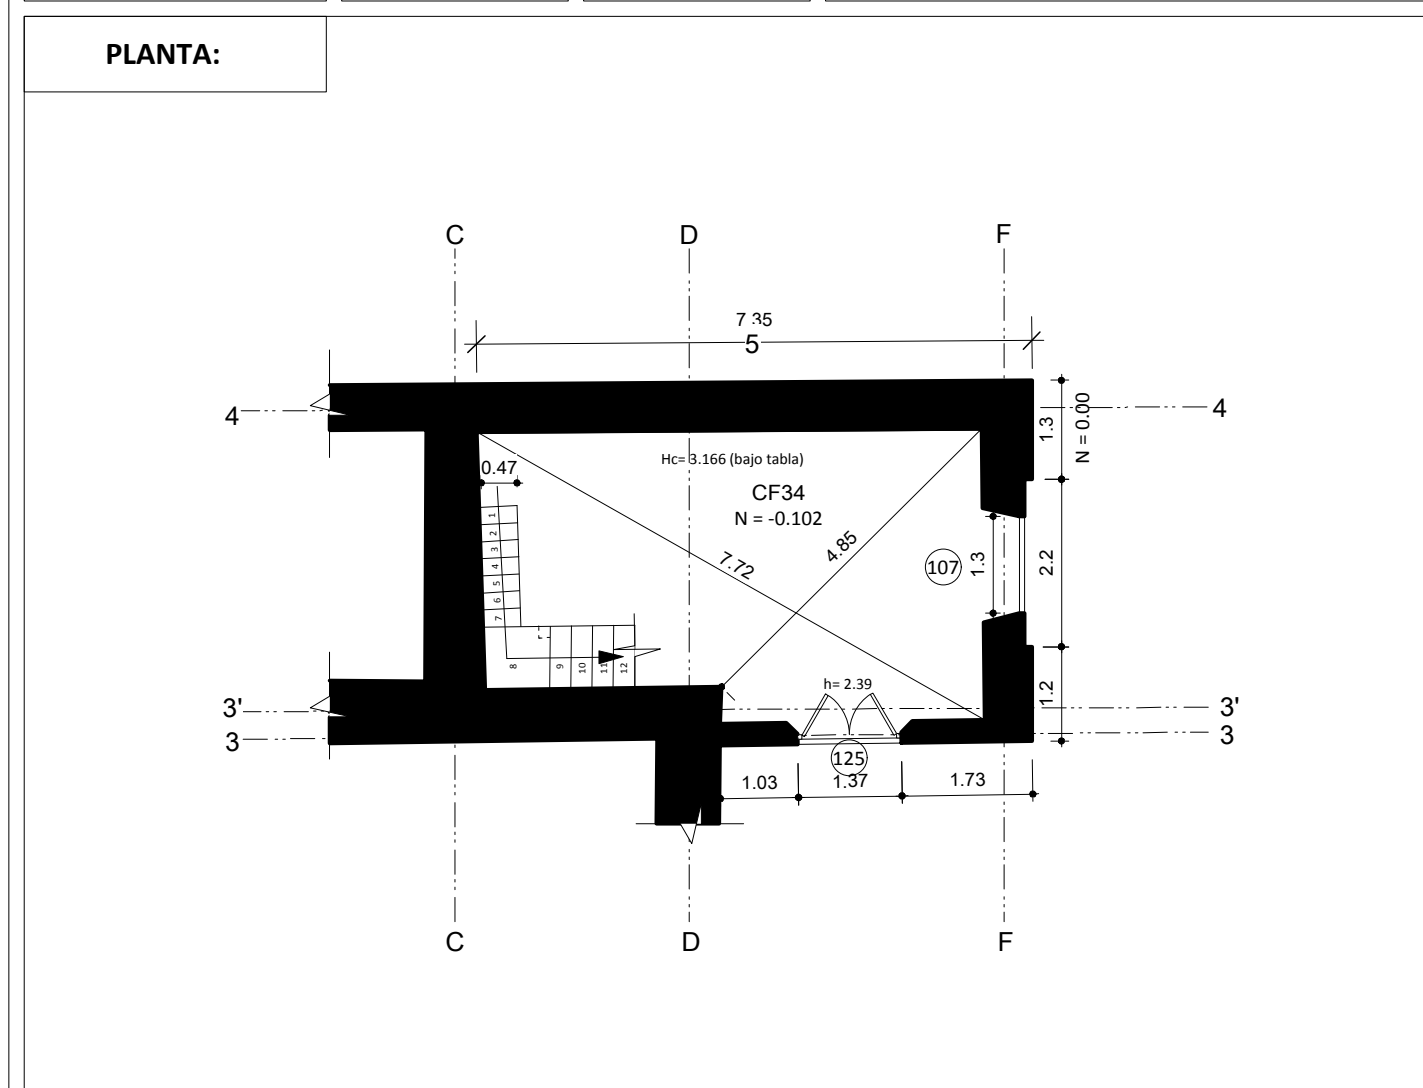 PLANTA:
C D F
7.35
5
4 4
1.3
N = 0.00
0.47
Hc= 3.166 (bajo tabla)
CF34
N = -0.102
4.85
7.72
107
1.3
2.2
1
2
3
4
5
6
7
8
9
10
11
12
h= 2.39
1.2
3' 3'
3 3
125
1.03 1.37 1.73
C D F